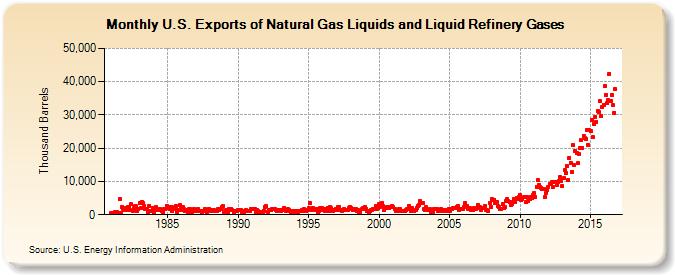 Monthly U.S. Exports of Natural Gas Liquids and Liquid Refinery Gases
Thousand Barrels
50,000
40,000
30,000
20,000
10,000
0
1985 1990 1995 2000 2005 2010 2015
Source: U.S. Energy Information Administration